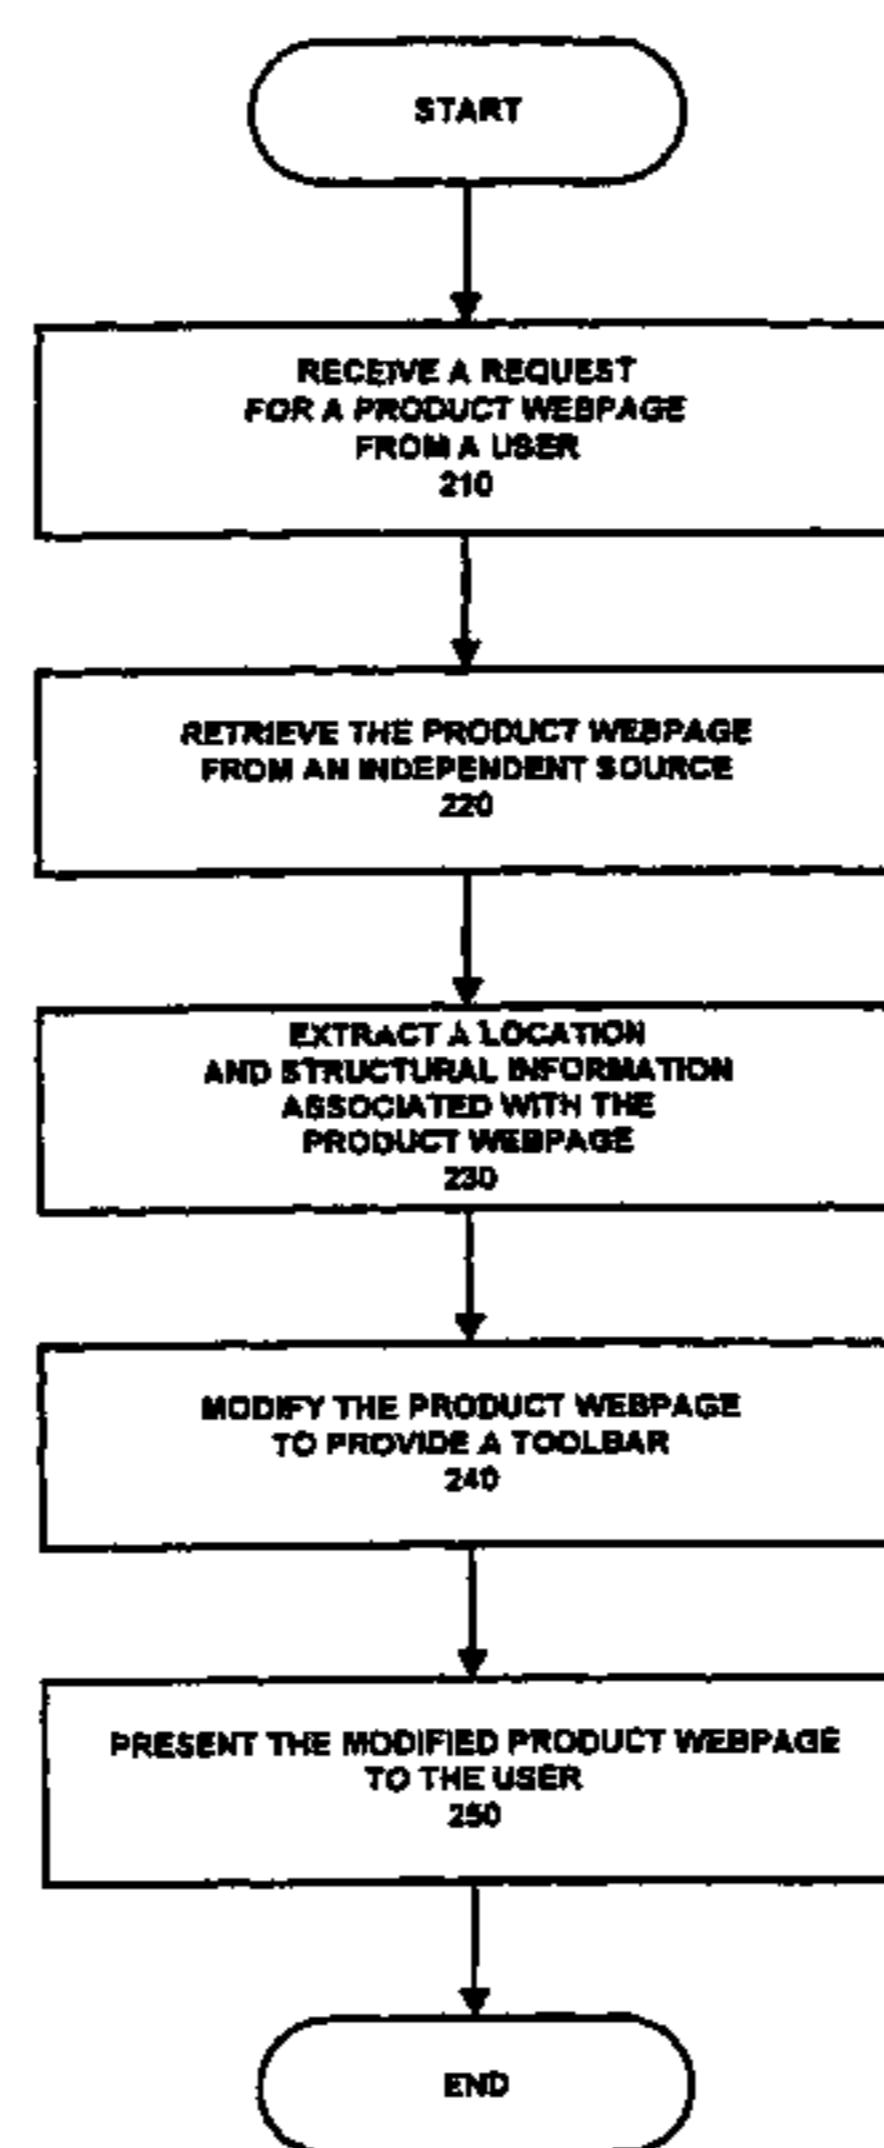 START
RECEIVE A REQUEST
FOR A PRODUCT WEBPAGE
FROM A USER
210
RETRIEVE THE PRODUCT WEBPAGE
FROM AN INDEPENDENT SOURCE
220
EXTRACT A LOCATION
AND STRUCTURAL INFORMATION
ASSOCIATED WITH THE
PRODUCT WEBPAGE
230
MODIFY THE PRODUCT WEBPAGE
TO PROVIDE A TOOLBAR
240
PRESENT THE MODIFIED PRODUCT WEBPAGE
TO THE USER
250
END